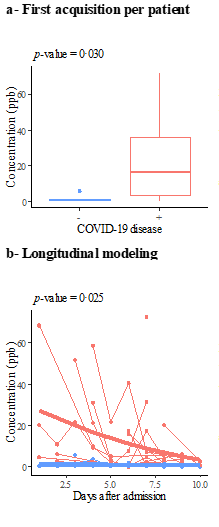 a- First acquisition per patient
p-value = 0·030
Concentration (ppb)
60
40
20
0
-
+
COVID-19 disease
b- Longitudinal modeling
p-value = 0·025
Concentration (ppb)
60
40
20
0
2.5
5.0
7.5
10.0
Days after admission